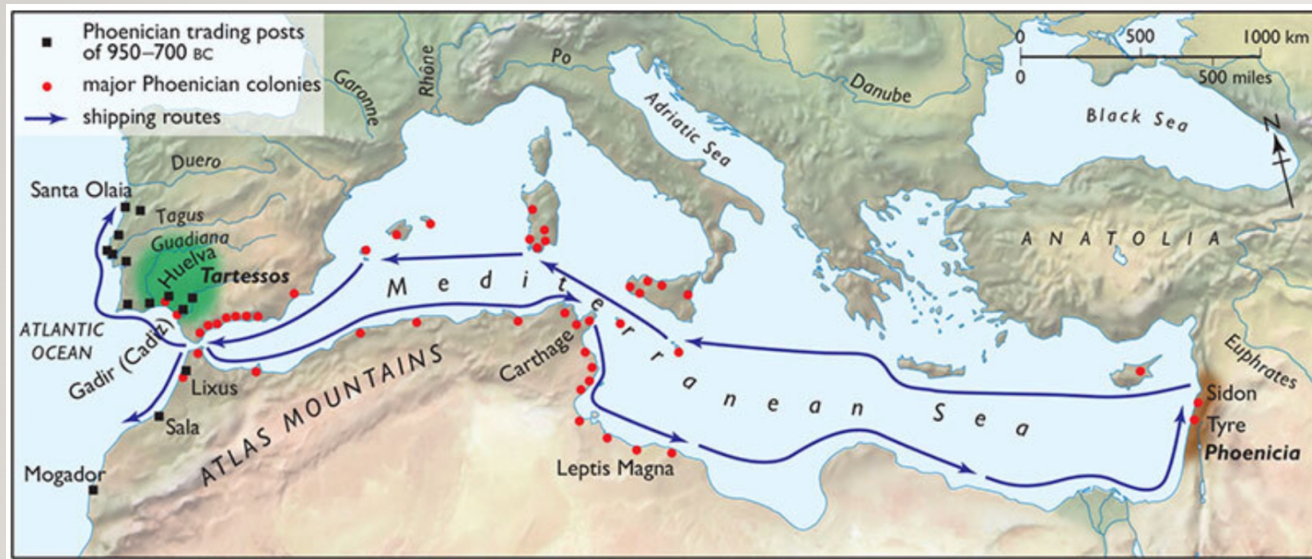 Phoenician trading posts
of 950–700 BC
major Phoenician colonies
shipping routes
0 500 1000 km
0 500 miles
N
Garonne
Rhône
Po
Danube
Adriatic Sea
Black Sea
Duero
Santa Olaia
Tagus
Guadiana
Huelva
Tartessos
ANATOLIA
Mediterranean Sea
ATLANTIC
OCEAN
Gadir (Cadiz)
Carthage
Euphrates
Lixus
Sidon
Sala
ATLAS MOUNTAINS
Tyre
Phoenicia
Leptis Magna
Mogador